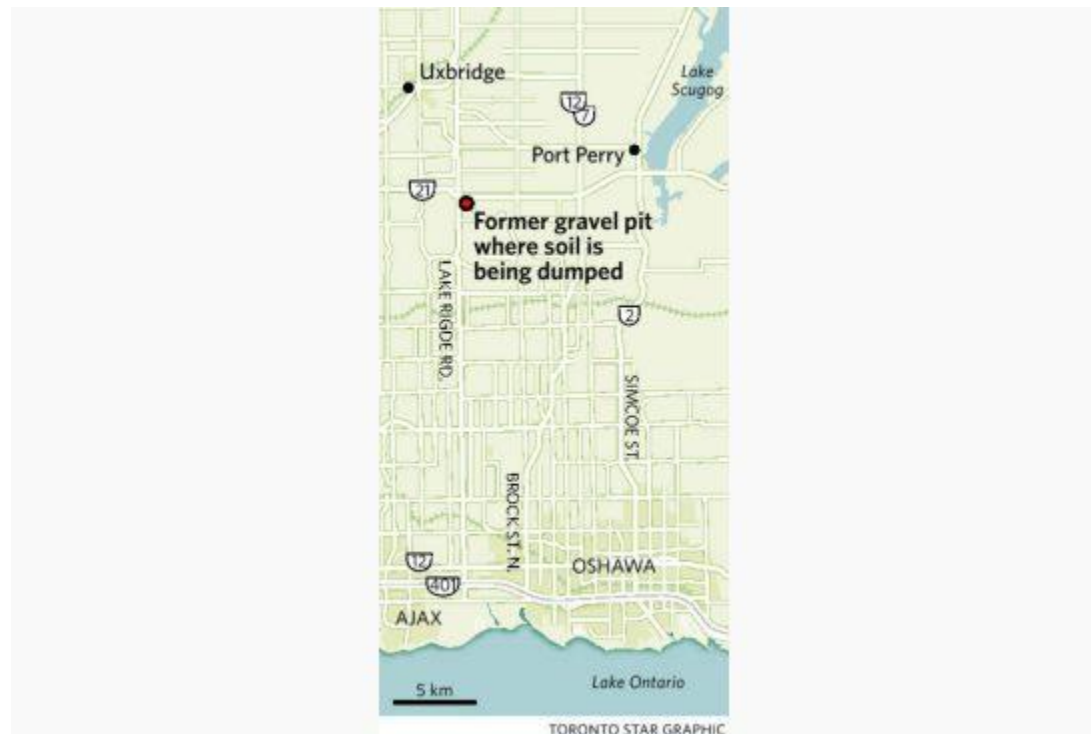 Uxbridge
Lake
Scugog
12
7
Port Perry
21
Former gravel pit
where soil is
being dumped
LAKE RIGDE RD.
2
SIMCOE ST.
BROCK ST. N.
12
OSHAWA
401
AJAX
Lake Ontario
5 km
TORONTO STAR GRAPHIC